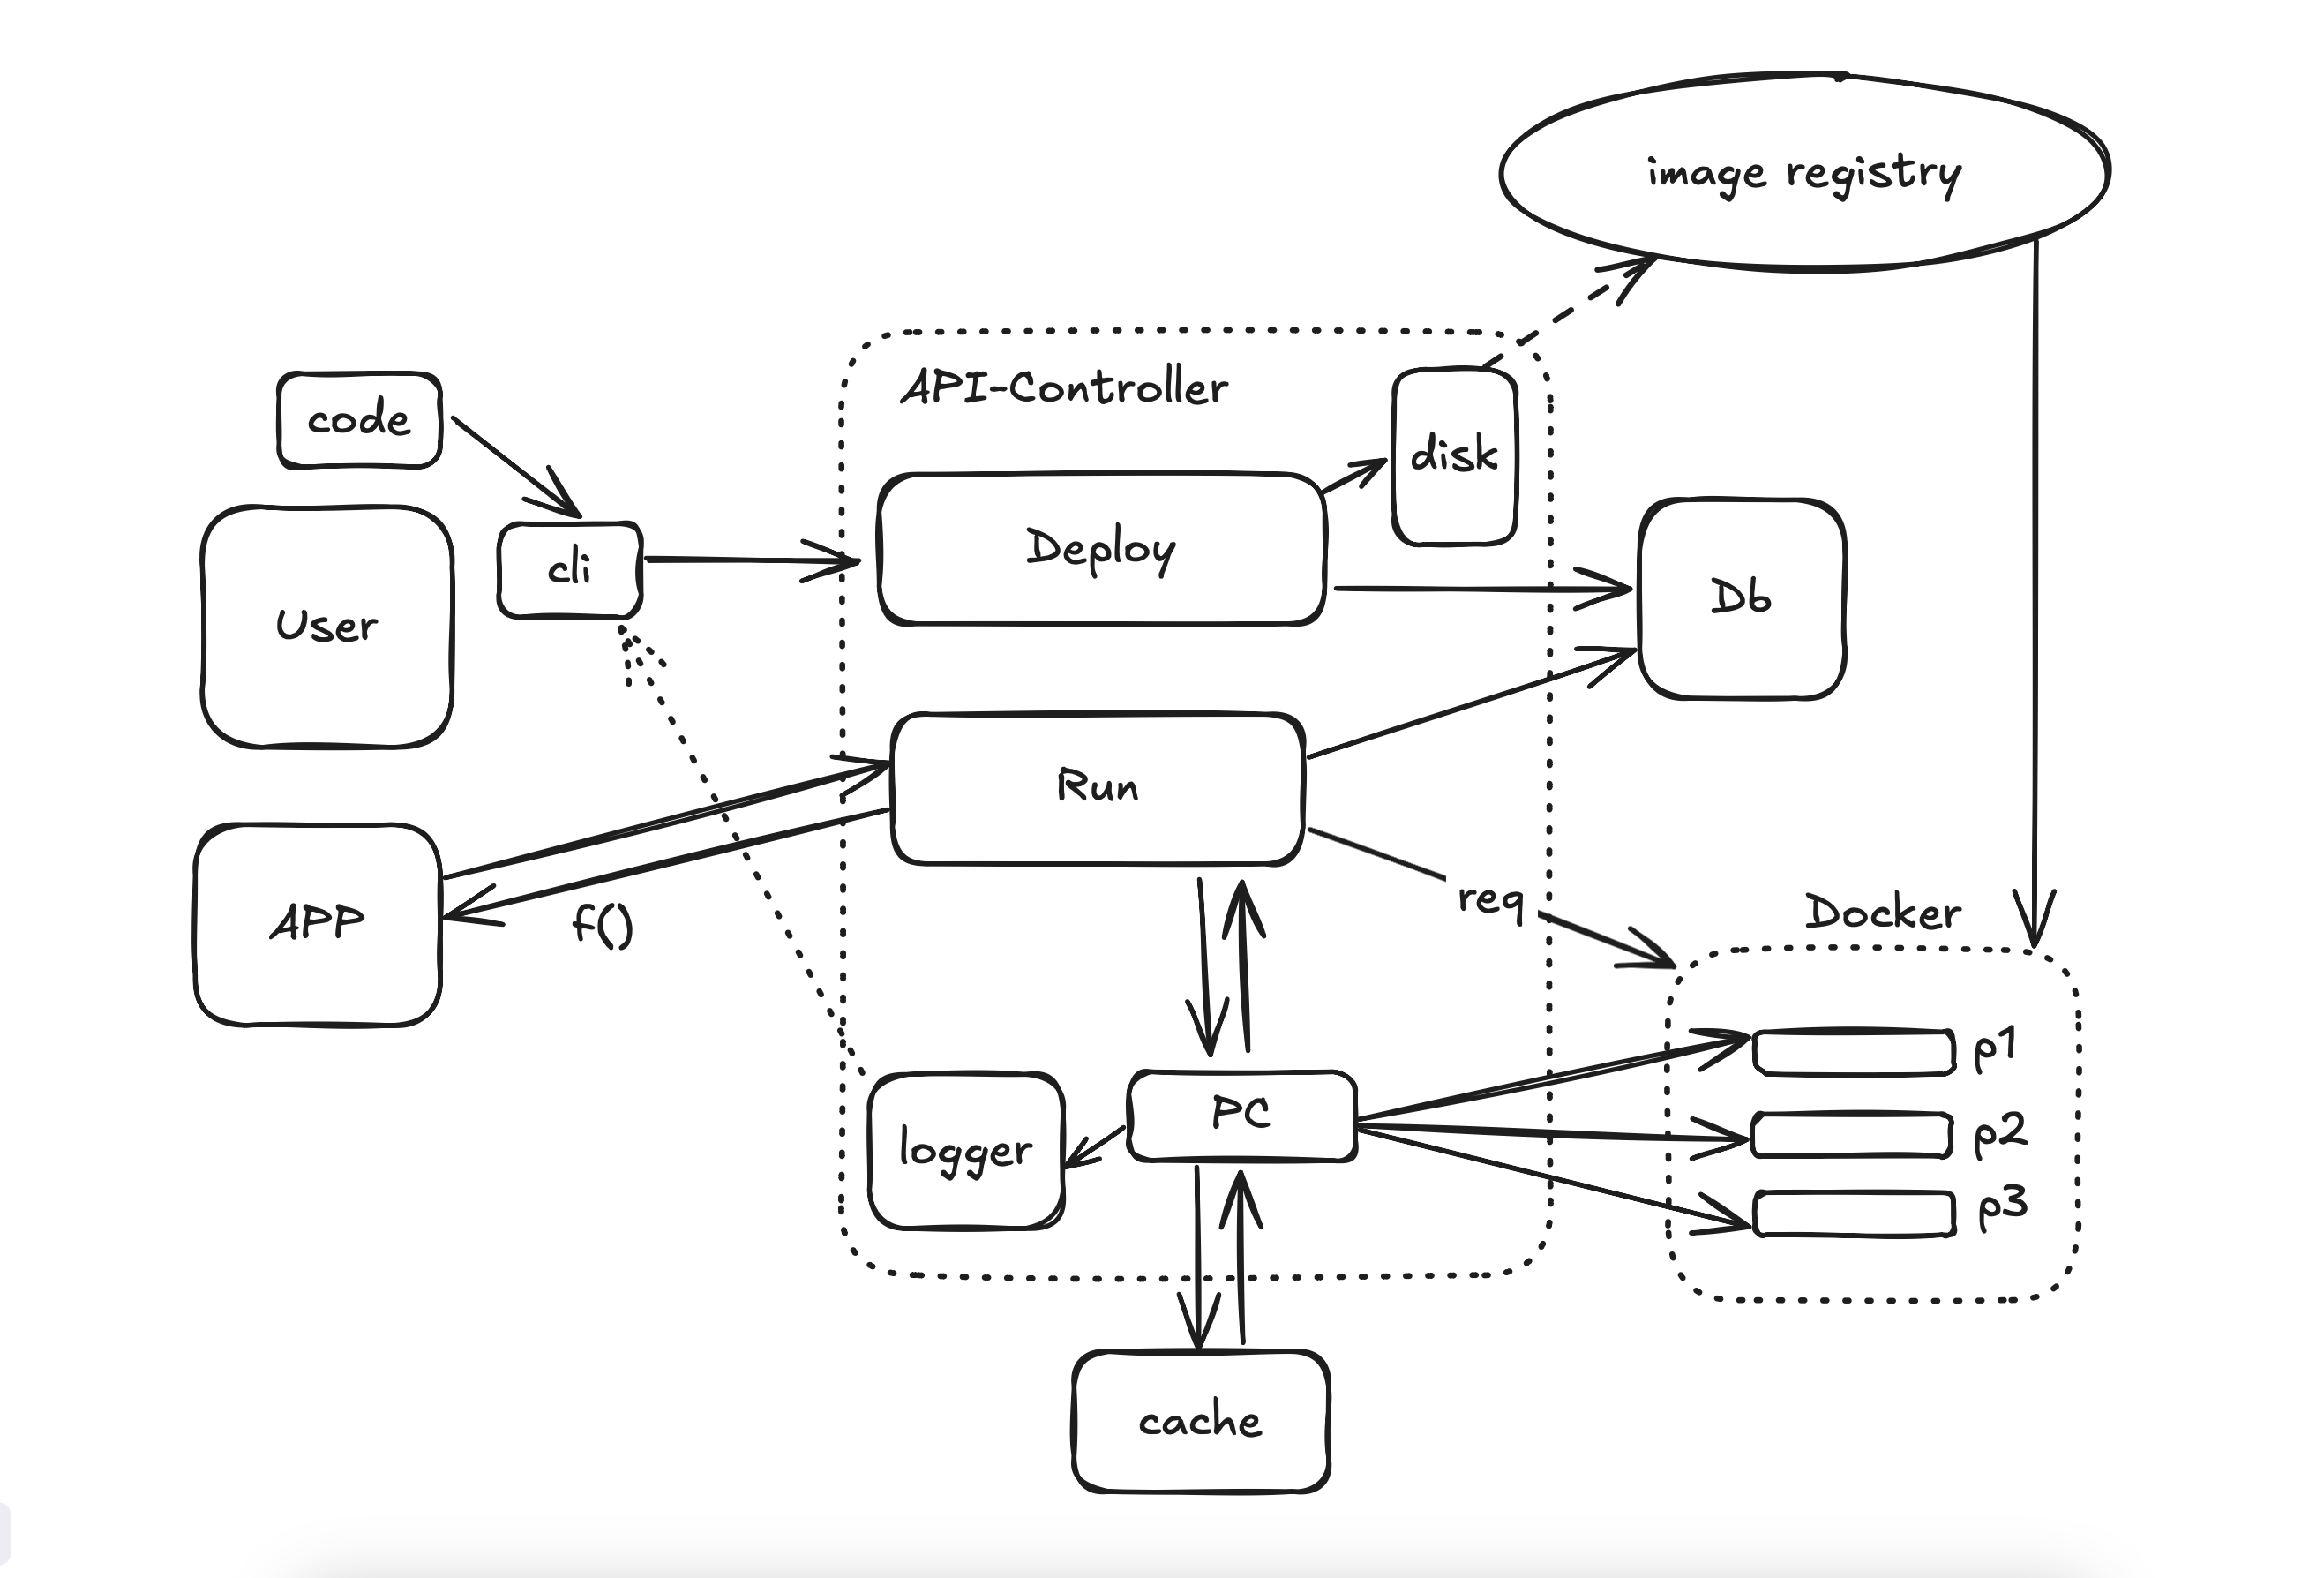 image registry
API-Controller
code
disk
cli
Deploy
Db
User
Run
req
Docker
APP
f()
p1
PC
logger
p2
p3
cache